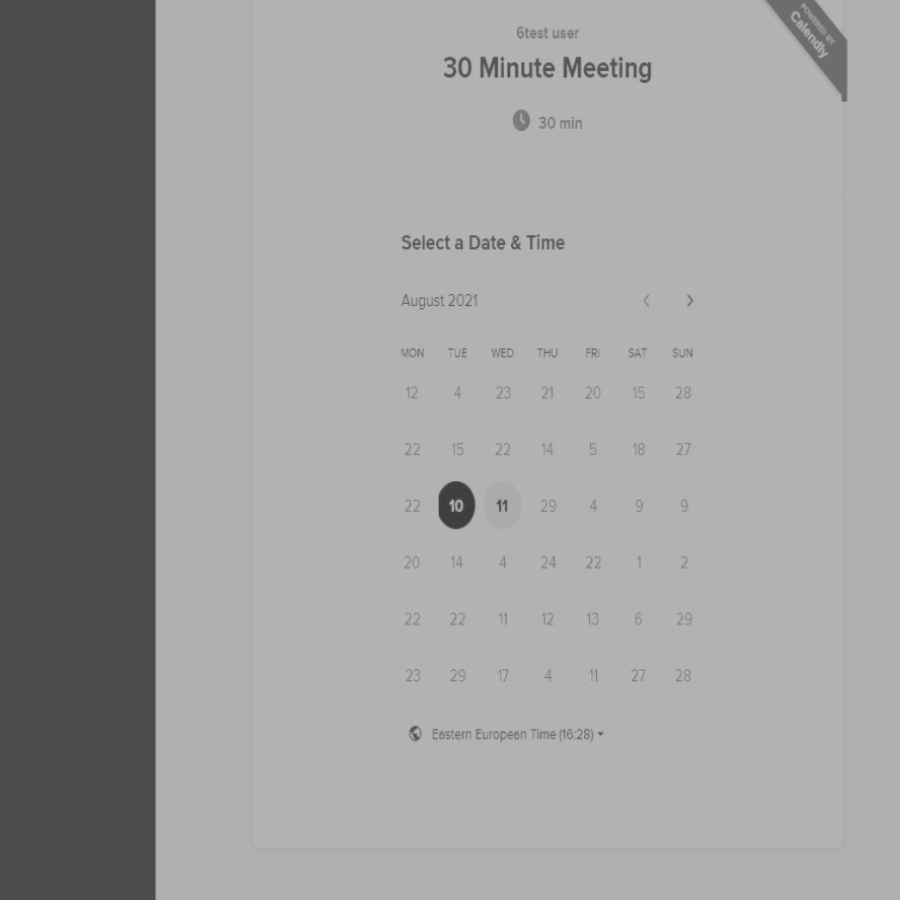 POWERED BY
Calendly
6test user
30 Minute Meeting
30 min
Select a Date & Time
August 2021
MON TUE WED THU FRI SAT SUN
12 4 23 21 20 15 28
22 15 22 14 5 18 27
22 10 11 29 4 9 9
20 14 4 24 22 1 2
22 22 11 12 13 6 29
23 29 17 4 11 27 28
Eastern European Time (16:28)